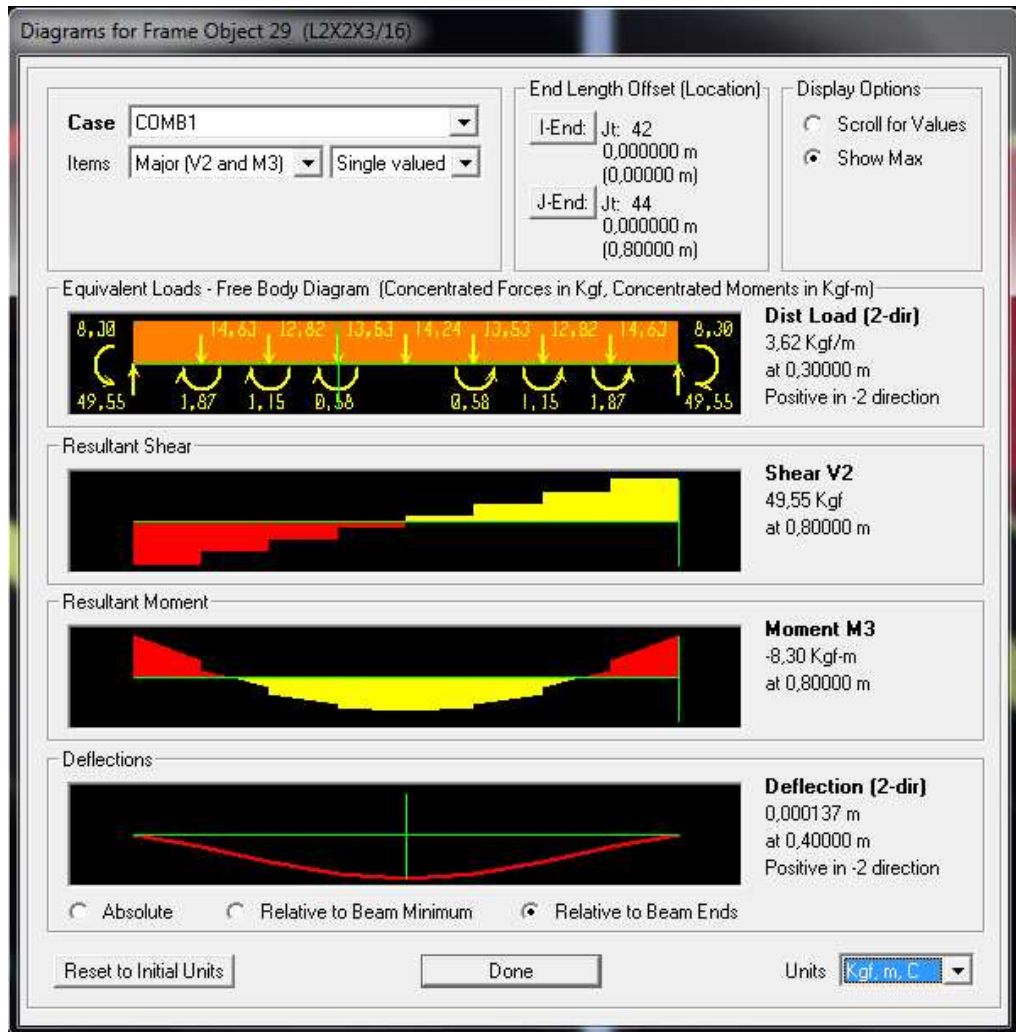 Diagrams for Frame Object 29 (L2X2X3/16)
End Length Offset (Location)
Display Options
Case COMB1
Items Major (V2 and M3) Single valued
I-End: Jt: 42
0,000000 m
(0,00000 m)
J-End: Jt: 44
0,000000 m
(0,80000 m)
Scroll for Values
Show Max
Equivalent Loads - Free Body Diagram (Concentrated Forces in Kgf, Concentrated Moments in Kgf-m)
8,30 14,63 12,82 13,53 14,24 13,53 12,82 14,63 8,30
49,55 1,87 1,15 0,58 0,58 1,15 1,87 49,55
Dist Load (2-dir)
3,62 Kgf/m
at 0,30000 m
Positive in -2 direction
Resultant Shear
Shear V2
49,55 Kgf
at 0,80000 m
Resultant Moment
Moment M3
-8,30 Kgf-m
at 0,80000 m
Deflections
Deflection (2-dir)
0,000137 m
at 0,40000 m
Positive in -2 direction
Absolute Relative to Beam Minimum Relative to Beam Ends
Reset to Initial Units Done Units Kgf, m, C